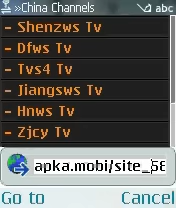 »China Channels
abc
- Shenzws Tv
- Dfws Tv
- Tvs4 Tv
- Jiangsws Tv
- Hnws Tv
- Zjcy Tv
apka.mobi/site_58
Go to Cancel